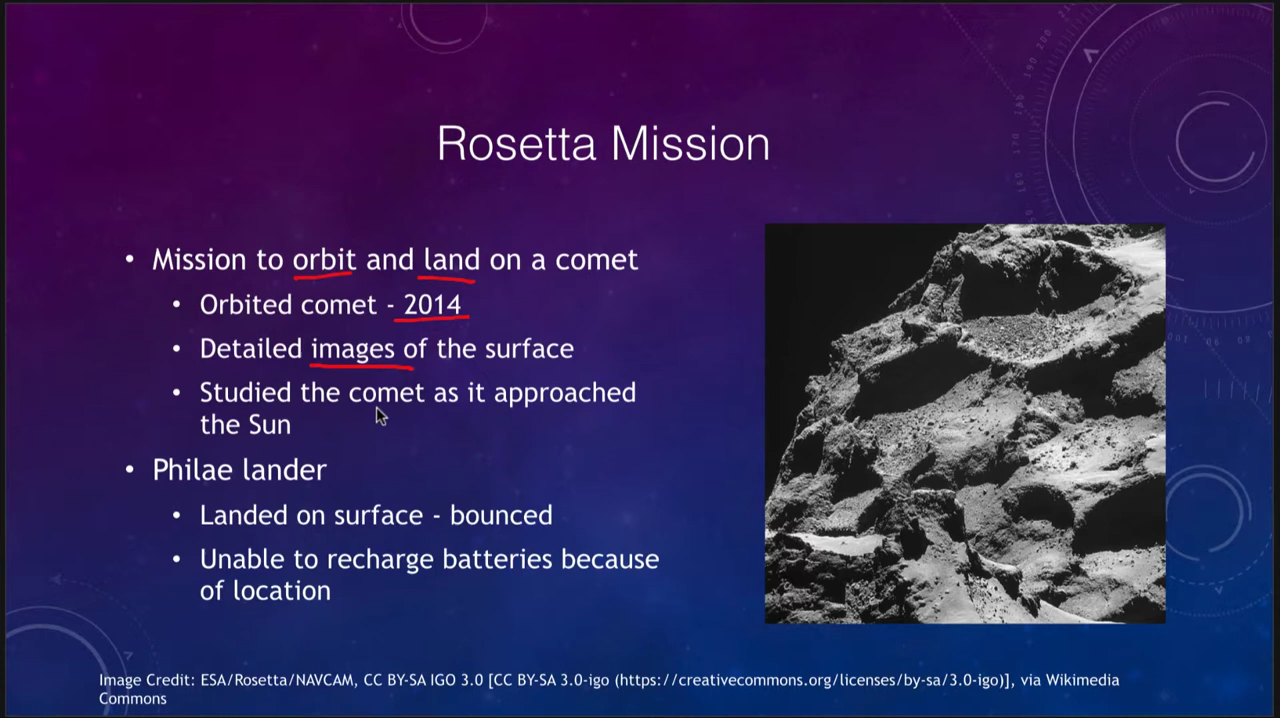 Rosetta Mission
• Mission to orbit and land on a comet
• Orbited comet - 2014
• Detailed images of the surface
• Studied the comet as it approached
the Sun
• Philae lander
• Landed on surface - bounced
• Unable to recharge batteries because
of location
Image Credit: ESA/Rosetta/NAVCAM, CC BY-SA IGO 3.0 [CC BY-SA 3.0-igo (https://creativecommons.org/licenses/by-sa/3.0-igo)], via Wikimedia
Commons